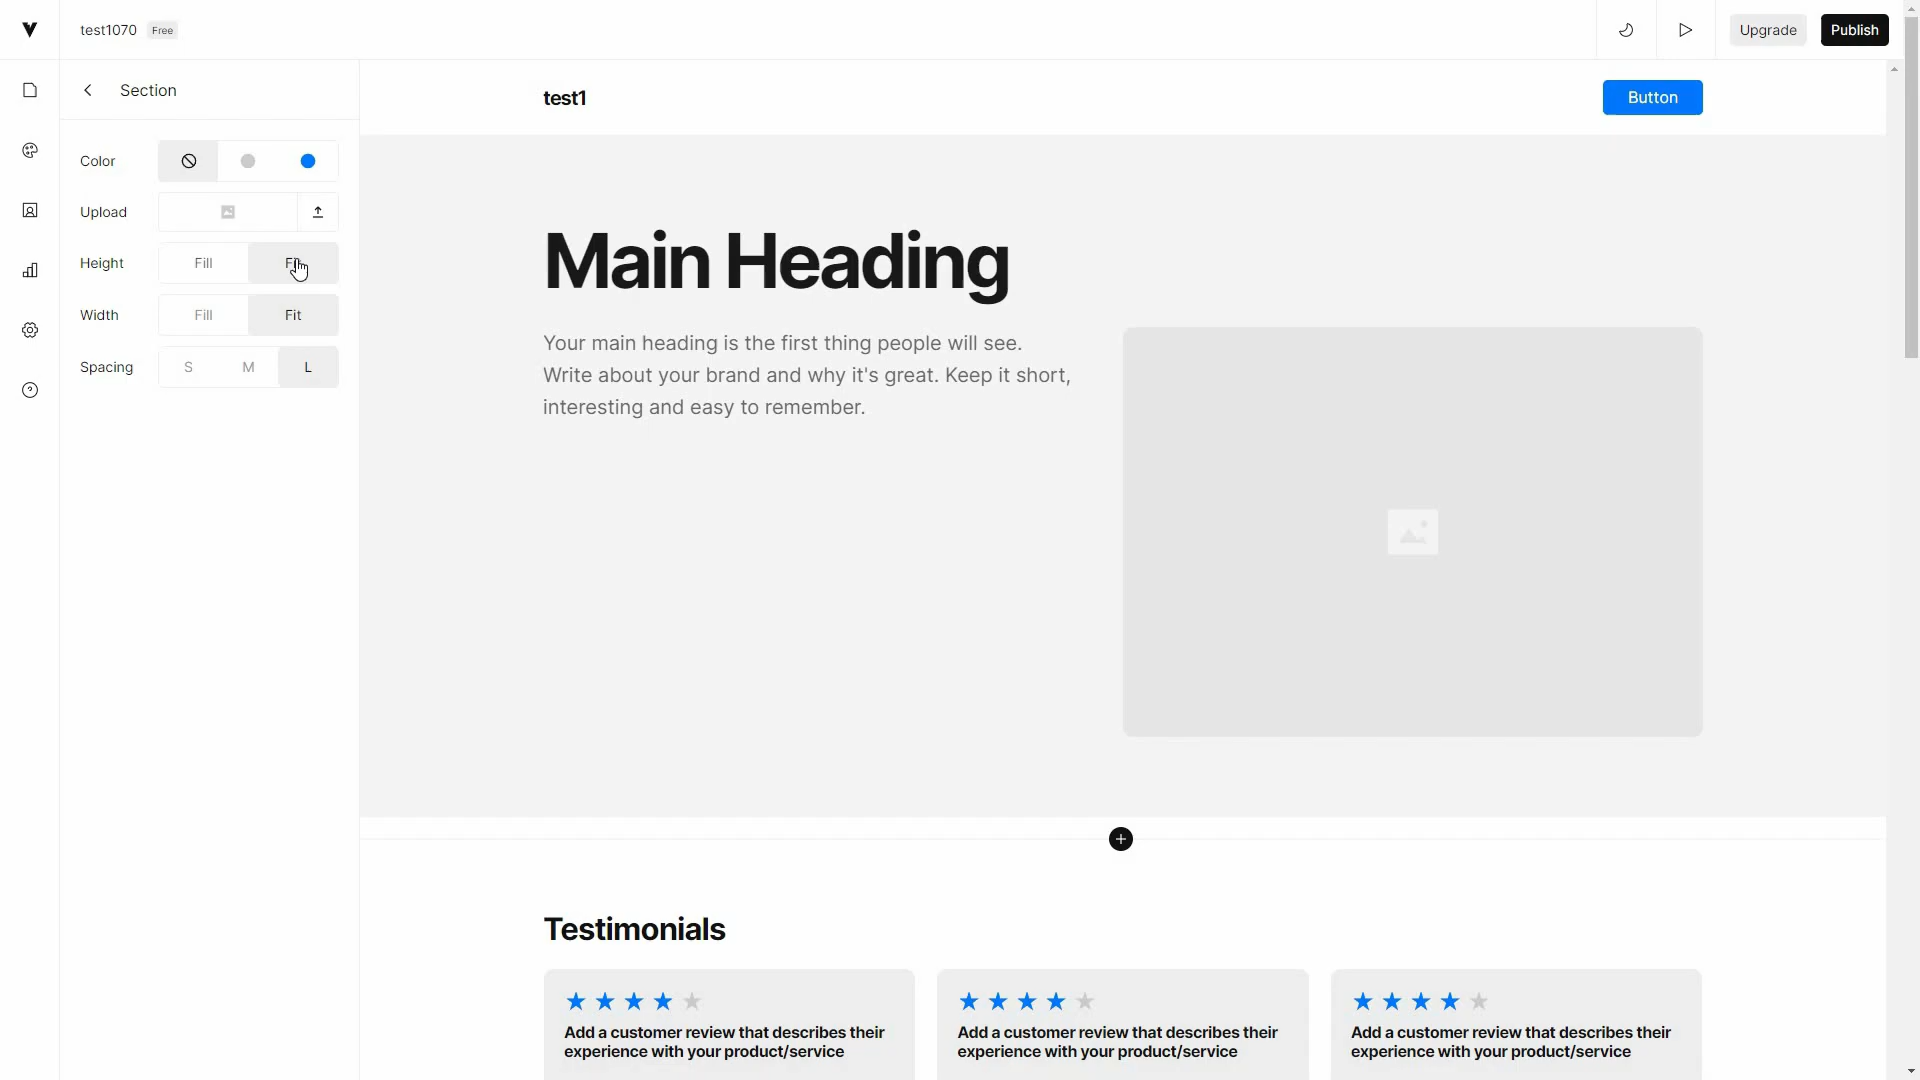 test1070 Free
Upgrade
Publish
Section
test1
Button
Color
Upload
Height
Fill
Width
Fill
Fit
Spacing
S
M
L
Main Heading
Your main heading is the first thing people will see.
Write about your brand and why it's great. Keep it short,
interesting and easy to remember.
Testimonials
Add a customer review that describes their
experience with your product/service
Add a customer review that describes their
experience with your product/service
Add a customer review that describes their
experience with your product/service